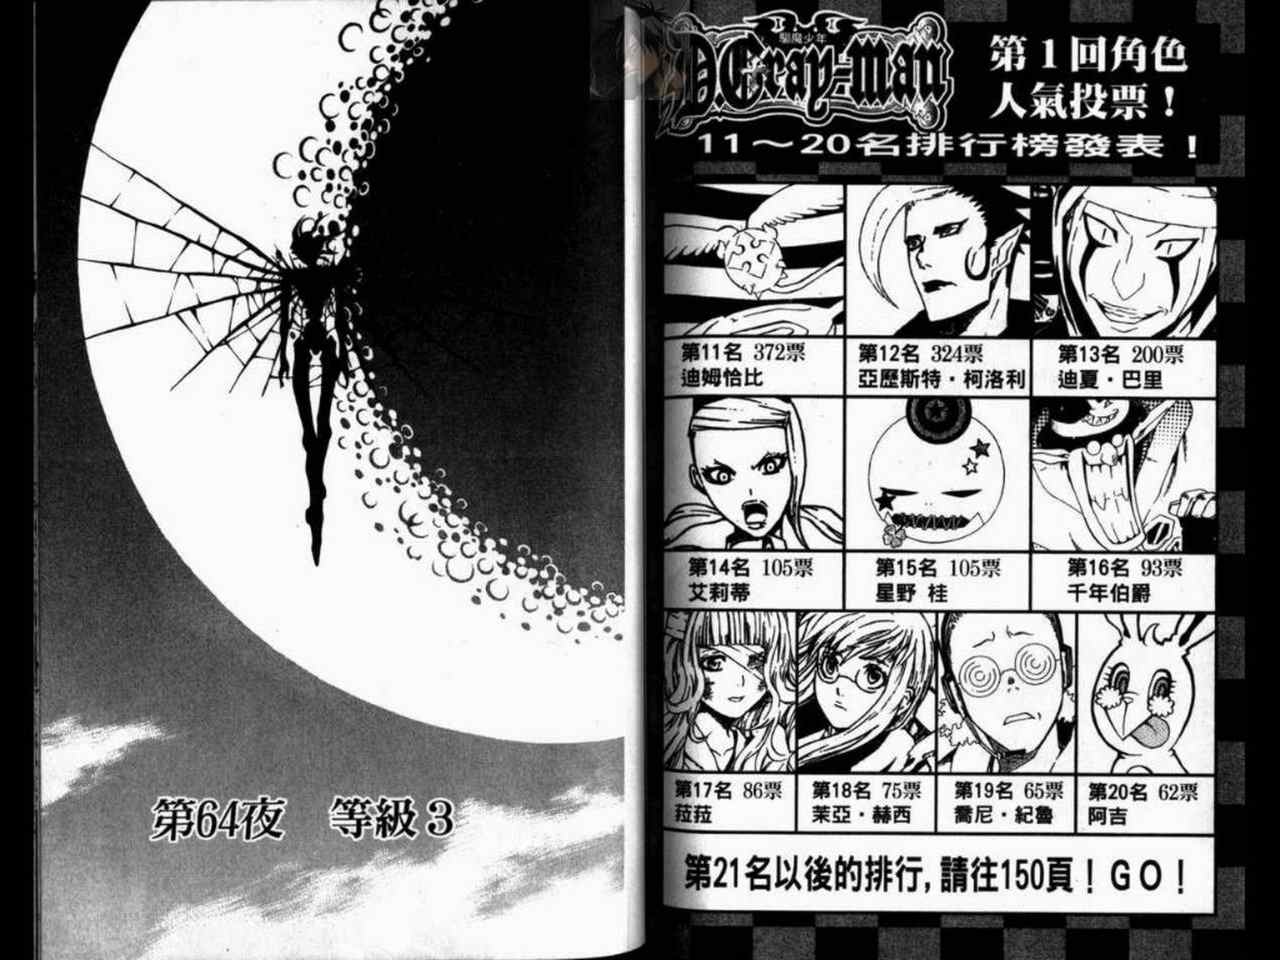 第64夜　等級３
驅魔少年
D.Gray-Man
第１回角色
人氣投票！
11～20名排行榜發表！
第11名 372票
迪姆恰比
第12名 324票
亞歷斯特・柯洛利
第13名 200票
迪夏・巴里
第14名 105票
艾莉蒂
第15名 105票
星野 桂
第16名 93票
千年伯爵
第17名 86票
菈菈
第18名 75票
茉亞・赫西
第19名 65票
喬尼・紀魯
第20名 62票
阿吉
第21名以後的排行,請往150頁！ＧＯ！